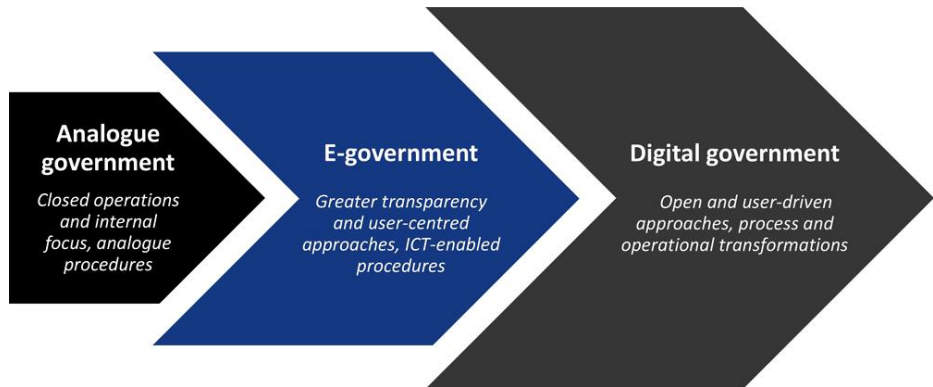 Analogue
government
Closed operations
and internal
focus, analogue
procedures
E-government
Greater transparency
and user-centred
approaches, ICT-enabled
procedures
Digital government
Open and user-driven
approaches, process and
operational transformations